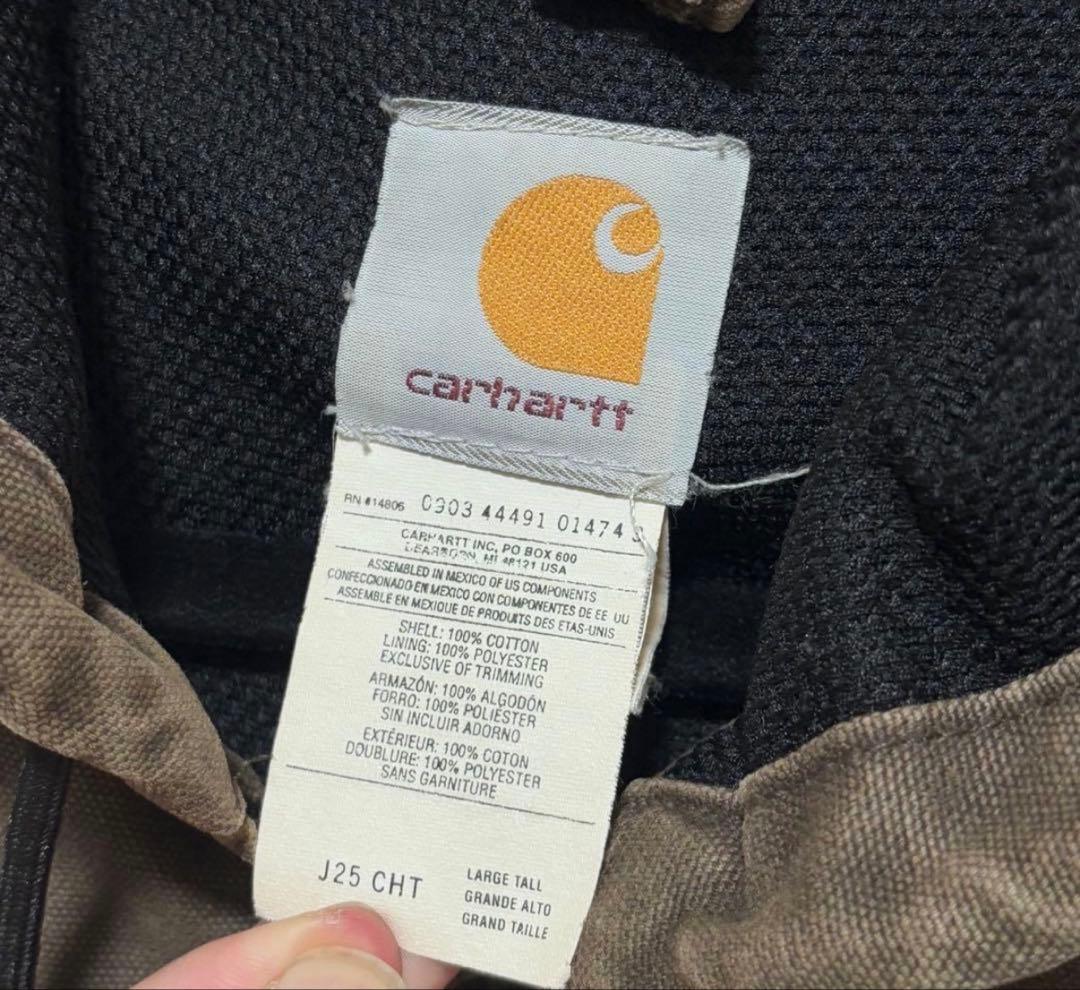 carhartt
RN #14806 0903 44491 01474
CARHARTT INC, PO BOX 600
DEARBORN, MI 48121 USA
ASSEMBLED IN MEXICO OF US COMPONENTS
CONFECCIONADO EN MEXICO CON COMPONENTES DE EE UU
ASSEMBLE EN MEXIQUE DE PRODUITS DES ETAS-UNIS
SHELL: 100% COTTON
LINING: 100% POLYESTER
EXCLUSIVE OF TRIMMING
ARMAZÓN: 100% ALGODÓN
FORRO: 100% POLIÉSTER
SIN INCLUIR ADORNO
EXTÉRIEUR: 100% COTON
DOUBLURE: 100% POLYESTER
SANS GARNITURE
J25 CHT
LARGE TALL
GRANDE ALTO
GRAND TAILLE